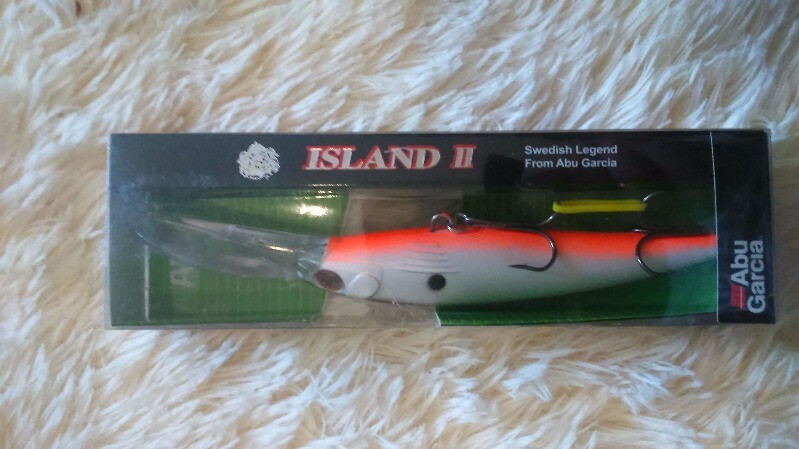 ISLAND II
Swedish Legend
From Abu Garcia
Abu
Garcia